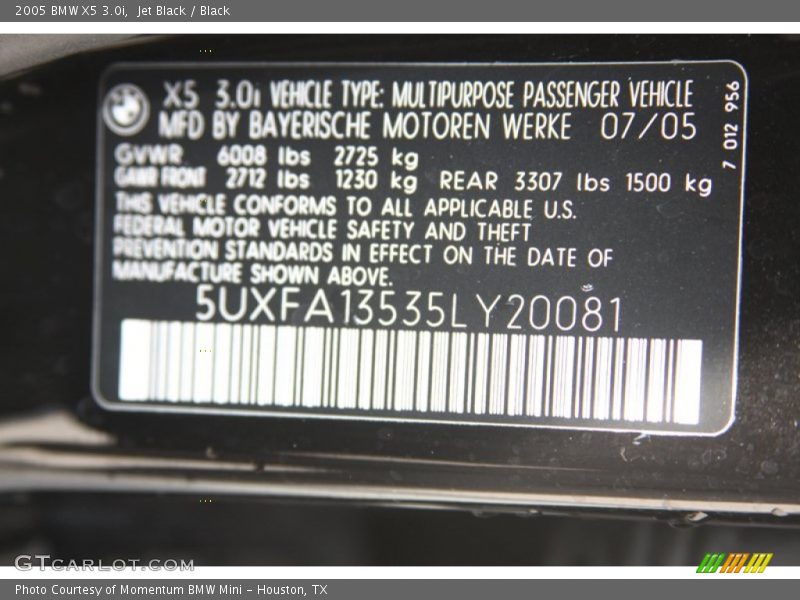 2005 BMW X5 3.0i, Jet Black / Black
X5 3.0i VEHICLE TYPE: MULTIPURPOSE PASSENGER VEHICLE
MFD BY BAYERISCHE MOTOREN WERKE 07/05
GVWR 6008 lbs 2725 kg
GAWR FRONT 2712 lbs 1230 kg REAR 3307 lbs 1500 kg
THIS VEHICLE CONFORMS TO ALL APPLICABLE U.S.
FEDERAL MOTOR VEHICLE SAFETY AND THEFT
PREVENTION STANDARDS IN EFFECT ON THE DATE OF
MANUFACTURE SHOWN ABOVE.
5UXFA13535LY20081
7 012 956
GTcarlot.com
Photo Courtesy of Momentum BMW Mini - Houston, TX